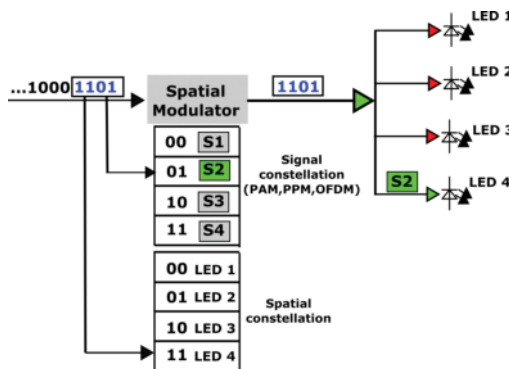 LED 1
...1000 1101
Spatial
Modulator
1101
LED 2
LED 3
S2
LED 4
00 S1
01 S2
10 S3
11 S4
Signal
constellation
(PAM,PPM,OFDM)
00 LED 1
01 LED 2
10 LED 3
11 LED 4
Spatial
constellation